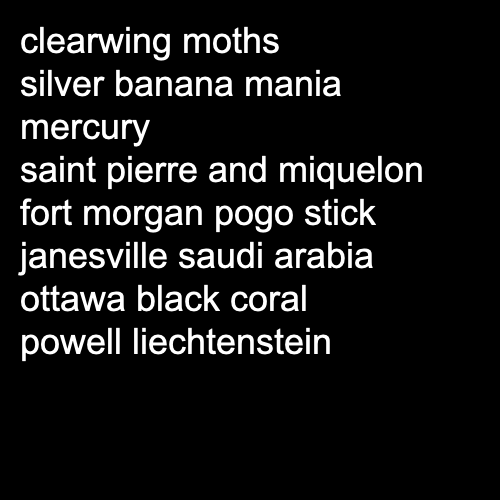 clearwing moths
silver banana mania
mercury
saint pierre and miquelon
fort morgan pogo stick
janesville saudi arabia
ottawa black coral
powell liechtenstein